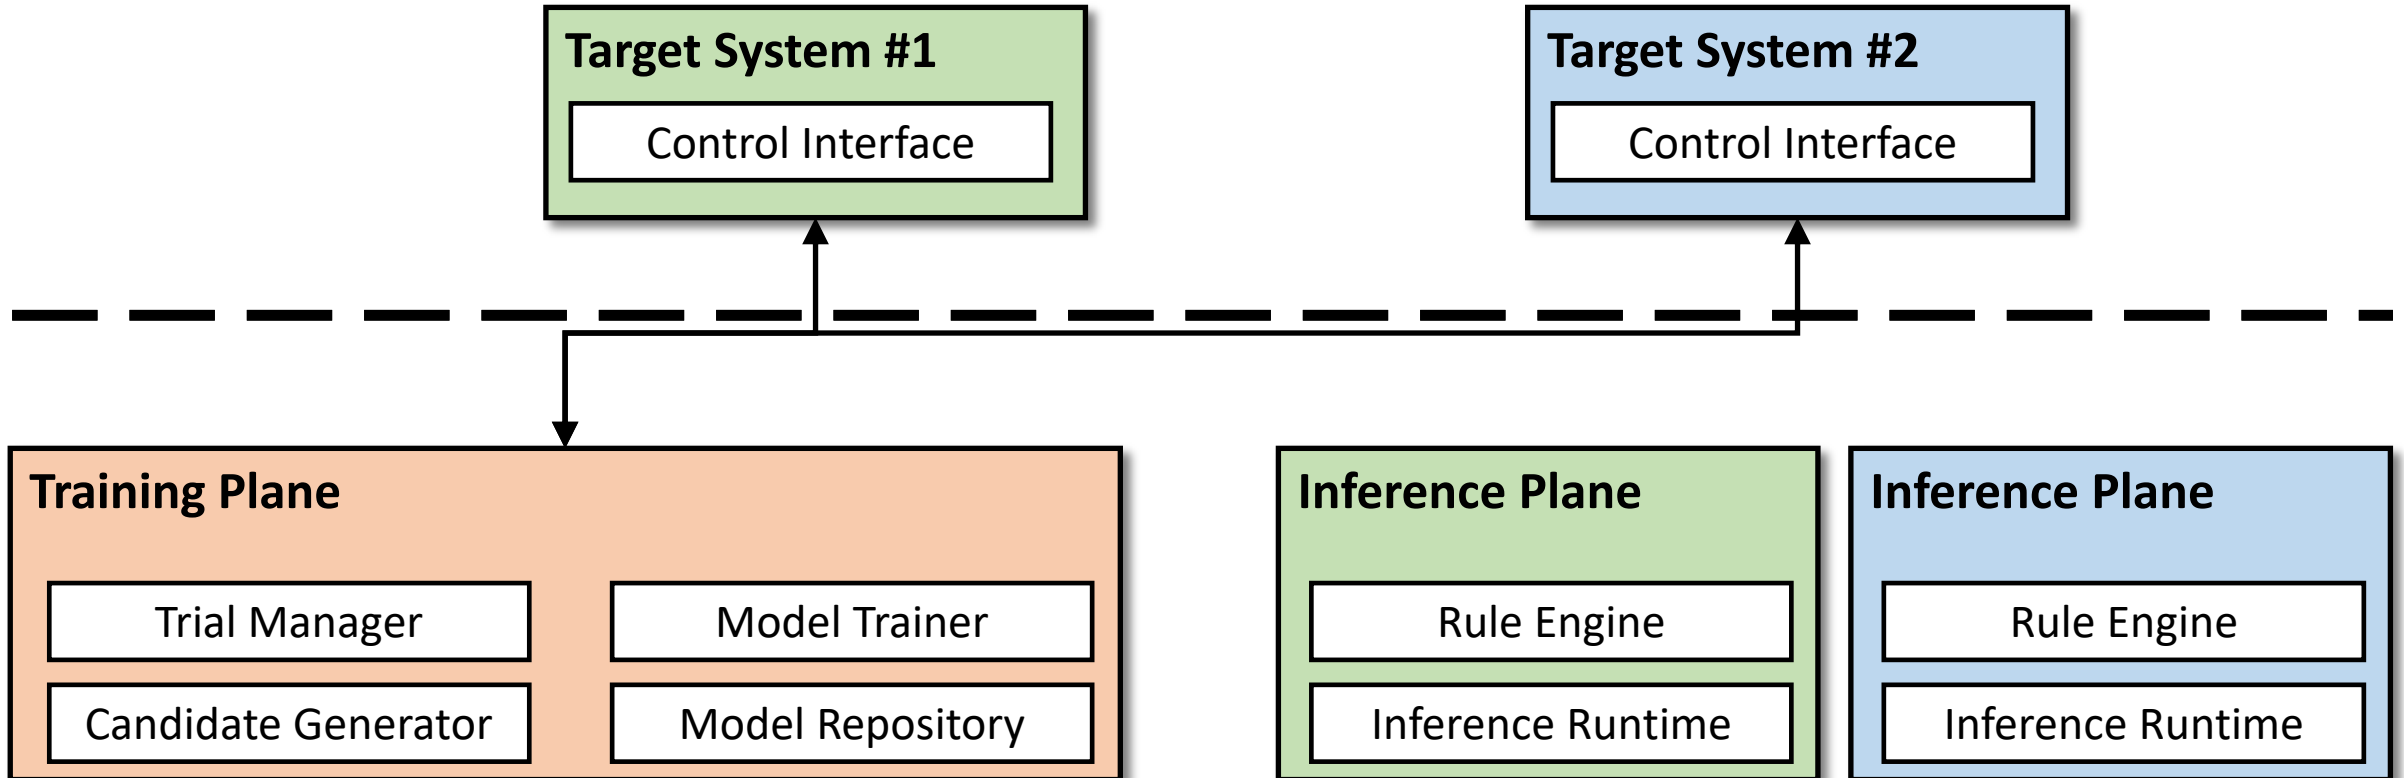 Target System #1
Control Interface
Target System #2
Control Interface
Training Plane
Trial Manager
Model Trainer
Candidate Generator
Model Repository
Inference Plane
Rule Engine
Inference Runtime
Inference Plane
Rule Engine
Inference Runtime